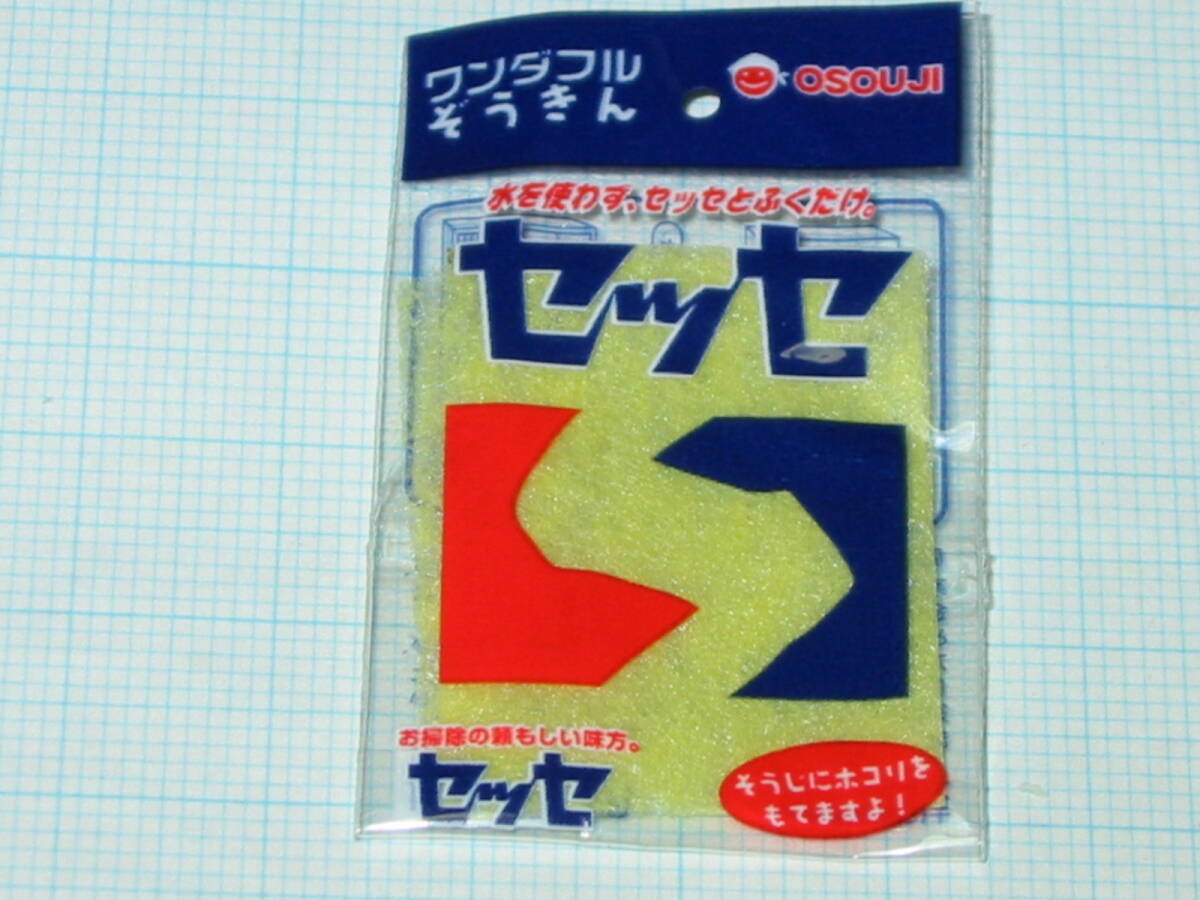 ワンダフル
ぞうきん
OSOUJI
水を使わず、セッセとふくだけ。
セッセ
お掃除の頼もしい味方。
セッセ
そうじにホコリを
もてますよ!